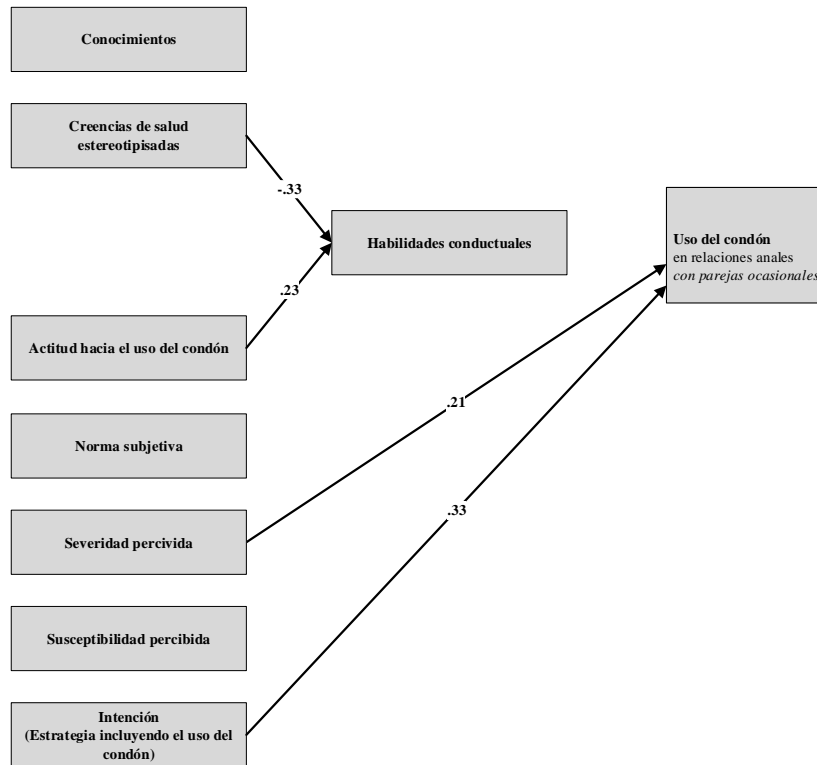 Conocimientos
Creencias de salud
estereotipisadas
-.33
Habilidades conductuales
Uso del condón
en relaciones anales
con parejas ocasionales
.23
Actitud hacia el uso del condón
.21
Norma subjetiva
.33
Severidad percivida
Susceptibilidad percibida
Intención
(Estrategia incluyendo el uso del
condón)